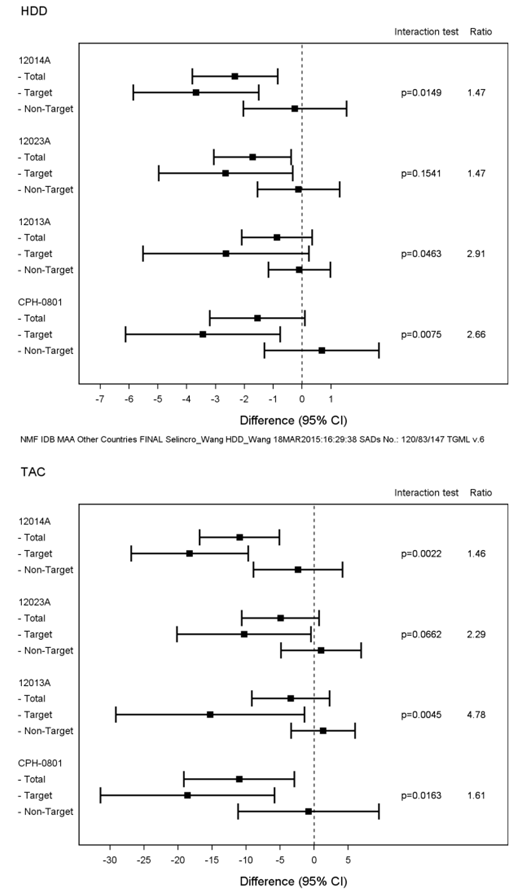 HDD
Interaction test Ratio
12014A
- Total
- Target p=0.0149 1.47
- Non-Target
12023A
- Total
- Target p=0.1541 1.47
- Non-Target
12013A
- Total
- Target p=0.0463 2.91
- Non-Target
CPH-0801
- Total
- Target p=0.0075 2.66
- Non-Target
-7 -6 -5 -4 -3 -2 -1 0 1
Difference (95% CI)
NMF IDB MAA Other Countries FINAL Selincro_Wang HDD_Wang 18MAR2015:16:29:38 SADs No.: 120/83/147 TGML v.6
TAC
Interaction test Ratio
12014A
- Total
- Target p=0.0022 1.46
- Non-Target
12023A
- Total
- Target p=0.0662 2.29
- Non-Target
12013A
- Total
- Target p=0.0045 4.78
- Non-Target
CPH-0801
- Total
- Target p=0.0163 1.61
- Non-Target
-30 -25 -20 -15 -10 -5 0 5
Difference (95% CI)